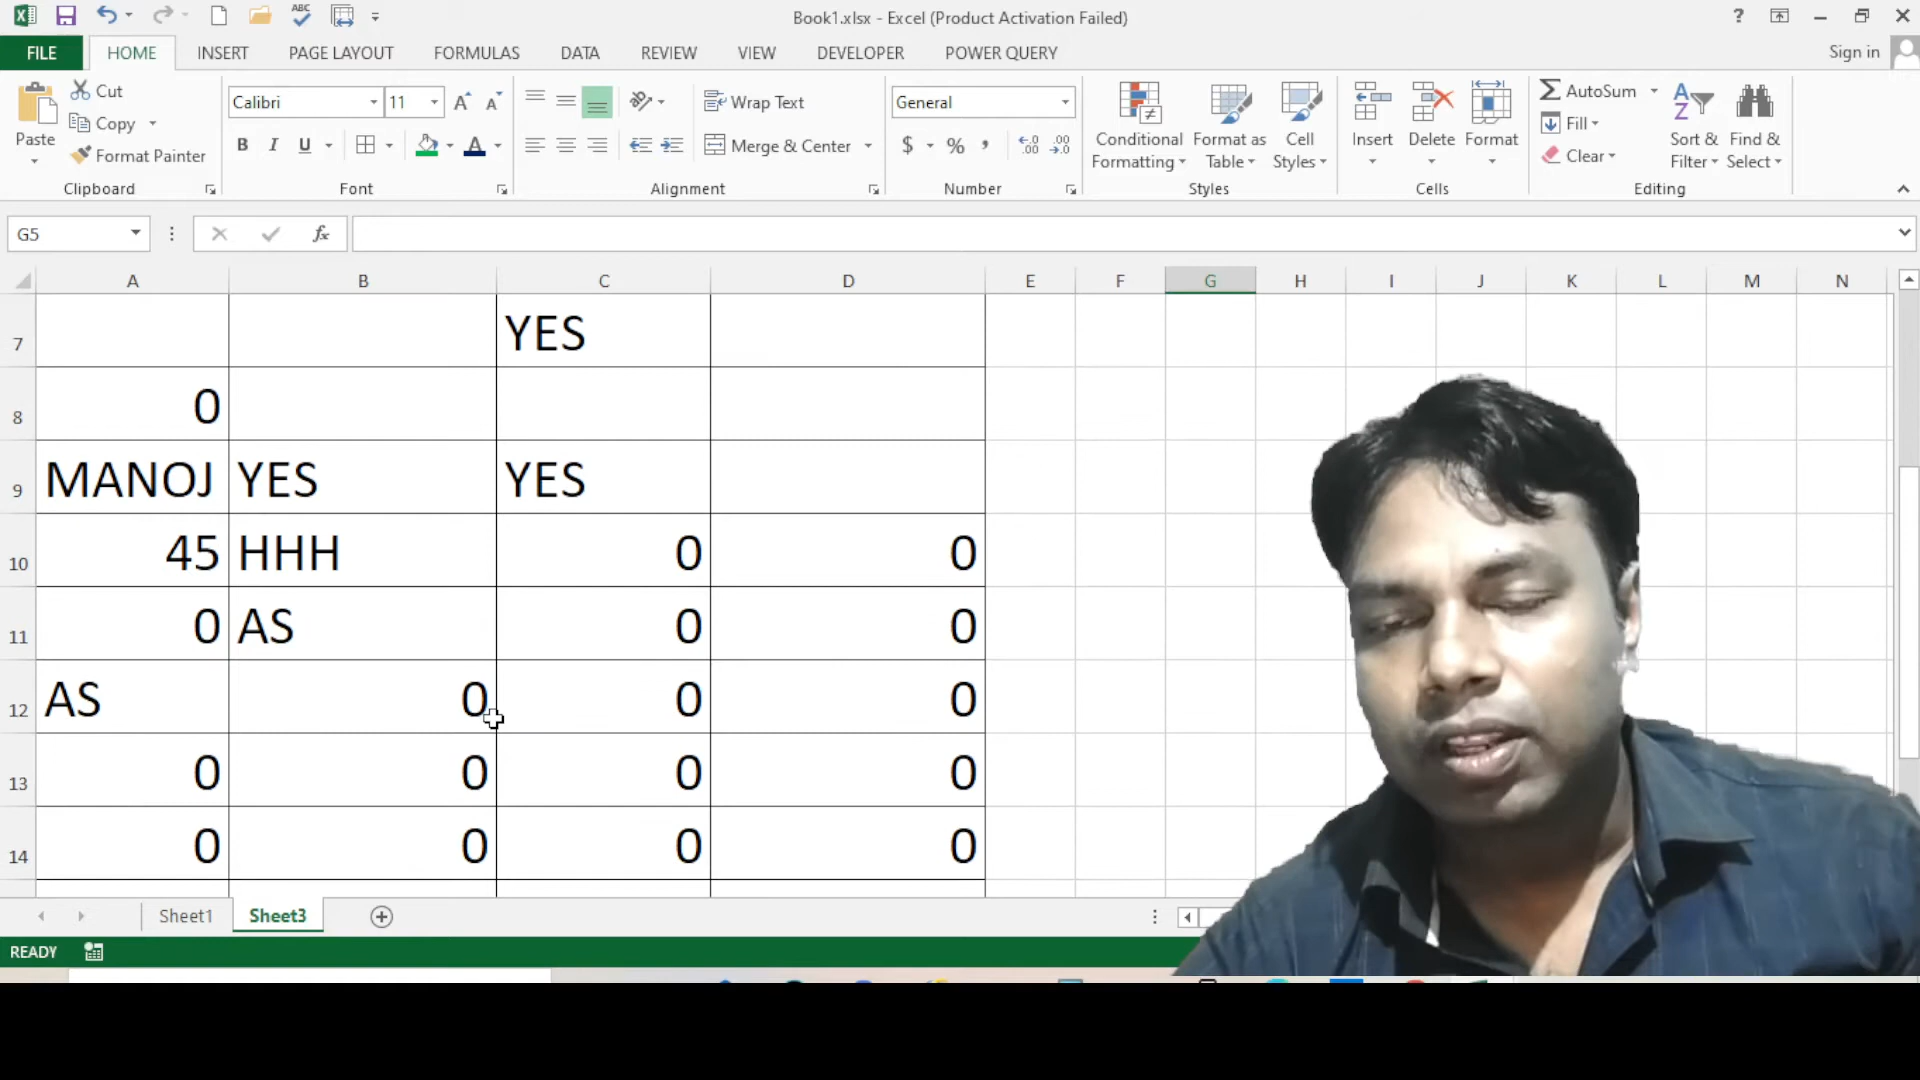 ABC
Book1.xlsx - Excel (Product Activation Failed)
?
FILE HOME INSERT PAGE LAYOUT FORMULAS DATA REVIEW VIEW DEVELOPER POWER QUERY Sign in
Paste
Cut
Copy
Format Painter
Clipboard
Calibri 11
B I U
Font
Wrap Text
Merge & Center
Alignment
General
$ % ,
Number
Conditional Formatting
Format as Table
Cell Styles
Styles
Insert
Delete
Format
Cells
AutoSum
Fill
Clear
Sort & Filter
Find & Select
Editing
G5 fx
A B C D E F G H I J K L M N
7 YES
8 0
9 MANOJ YES YES
10 45 HHH 0 0
11 0 AS 0 0
12 AS 0 0 0
13 0 0 0 0
14 0 0 0 0
Sheet1 Sheet3
READY